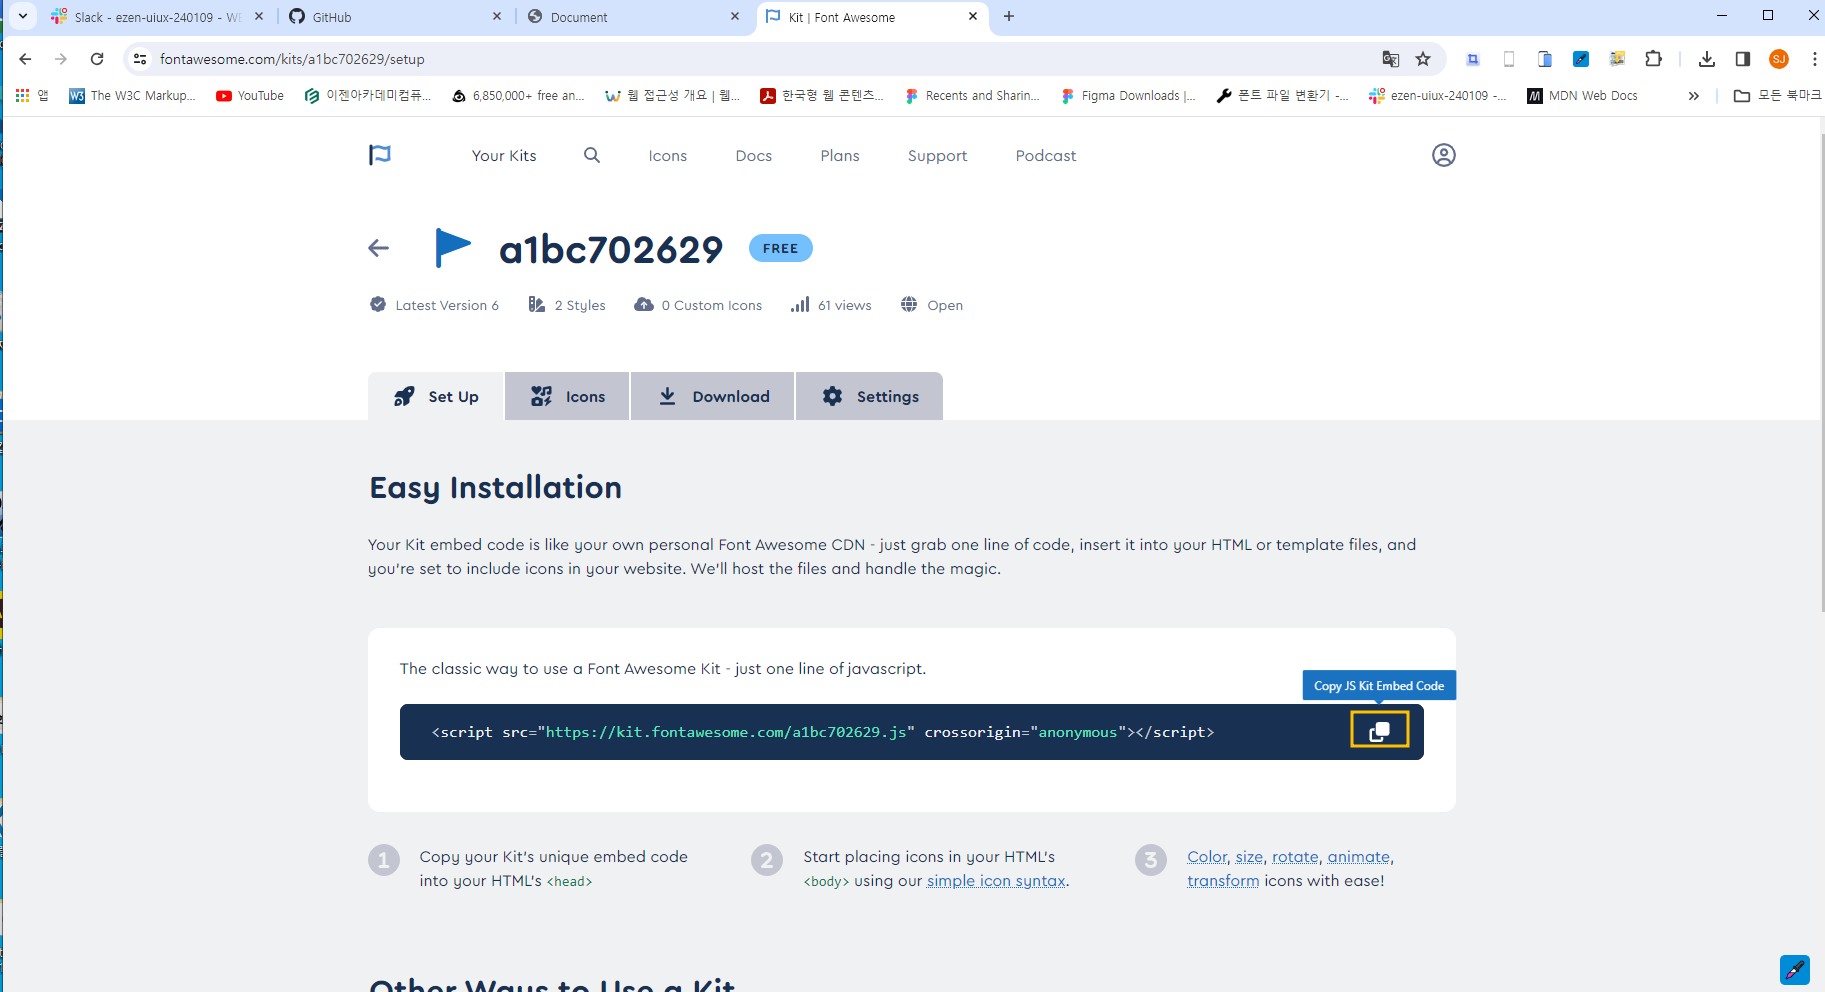 Slack - ezen-uiux-240109 - WE
GitHub
Document
Kit | Font Awesome
fontawesome.com/kits/a1bc702629/setup
SJ
앱
The W3C Markup...
YouTube
이젠아카데미컴퓨...
6,850,000+ free an...
웹 접근성 개요 | 웹...
한국형 웹 콘텐츠...
Recents and Sharin...
Figma Downloads |...
폰트 파일 변환기 -...
ezen-uiux-240109 -...
MDN Web Docs
모든 북마크
Your Kits
Icons
Docs
Plans
Support
Podcast
a1bc702629
FREE
Latest Version 6
2 Styles
0 Custom Icons
61 views
Open
Set Up
Icons
Download
Settings
Easy Installation
Your Kit embed code is like your own personal Font Awesome CDN - just grab one line of code, insert it into your HTML or template files, and
you're set to include icons in your website. We'll host the files and handle the magic.
The classic way to use a Font Awesome Kit - just one line of javascript.
Copy JS Kit Embed Code
<script src="https://kit.fontawesome.com/a1bc702629.js" crossorigin="anonymous"></script>
1
Copy your Kit's unique embed code
into your HTML's <head>
2
Start placing icons in your HTML's
<body> using our simple icon syntax.
3
Color, size, rotate, animate,
transform icons with ease!
Other Ways to Use a Kit